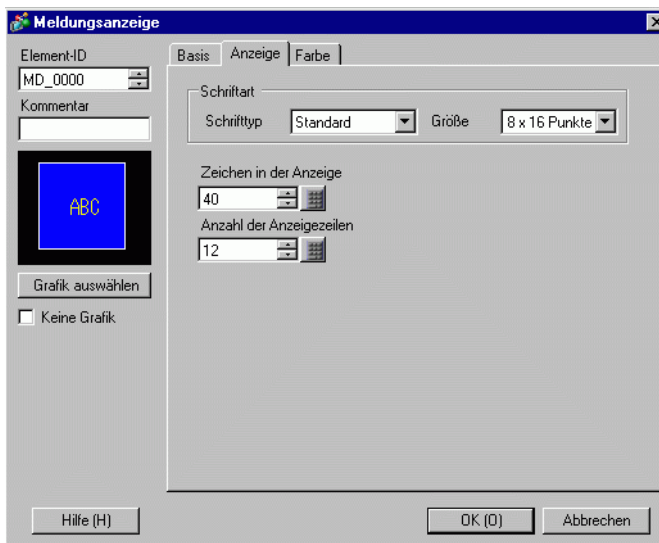 Meldungsanzeige
Element-ID
MD_0000
Kommentar
ABC
Grafik auswählen
Keine Grafik
Basis Anzeige Farbe
Schriftart
Schrifttyp Standard Größe 8 x 16 Punkte
Zeichen in der Anzeige
40
Anzahl der Anzeigezeilen
12
Hilfe (H) OK (O) Abbrechen